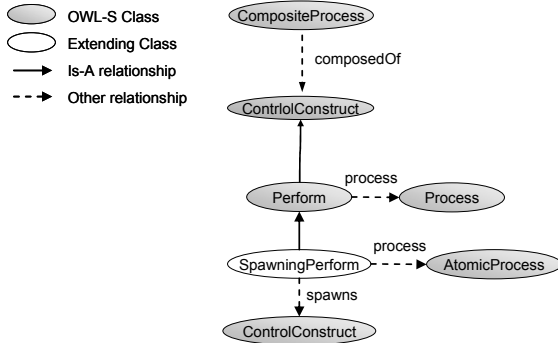 OWL-S Class
Extending Class
Is-A relationship
Other relationship
CompositeProcess
composedOf
ContrlolConstruct
Perform
process
Process
SpawningPerform
process
AtomicProcess
spawns
ControlConstruct